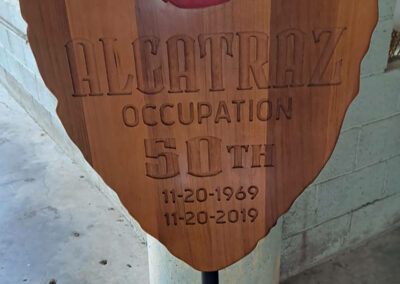 ALCATRAZ
OCCUPATION
50TH
11-20-1969
11-20-2019